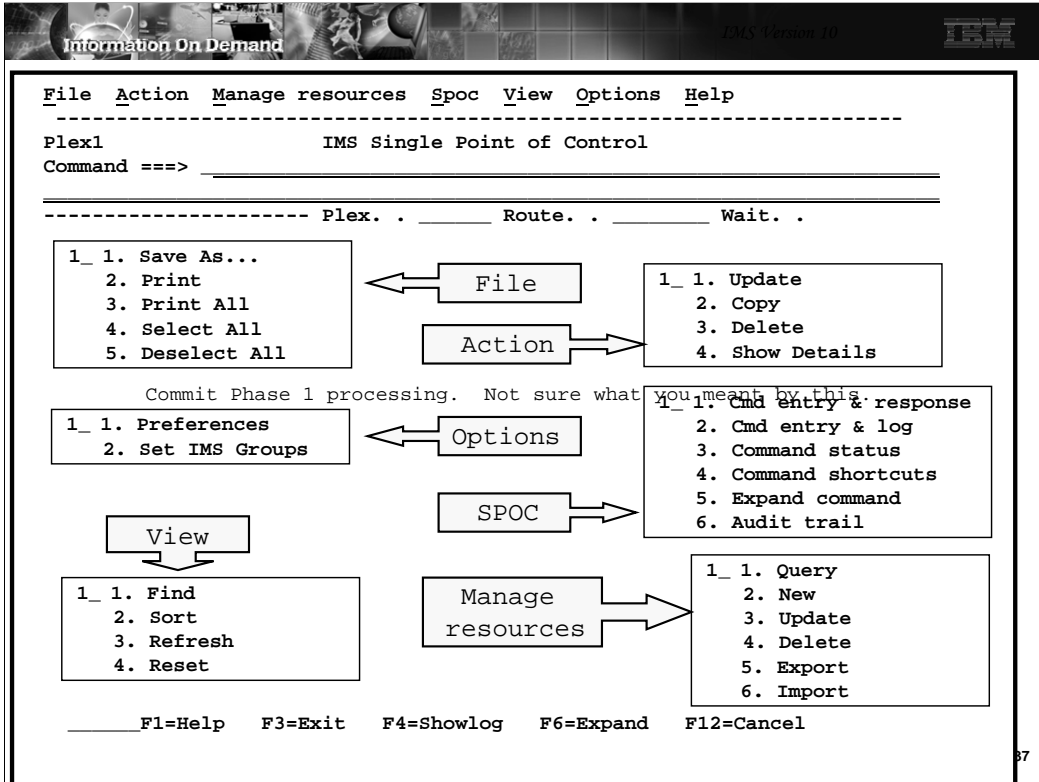 Information On Demand
IMS Version 10
IBM
File Action Manage resources Spoc View Options Help
----------------------------------------------------------------------
Plex1 IMS Single Point of Control
Command ===> _
---------------------- Plex. . ______ Route. . ________ Wait. .
1_ 1. Save As...
2. Print
3. Print All
4. Select All
5. Deselect All
File
Action
1_ 1. Update
2. Copy
3. Delete
4. Show Details
Commit Phase 1 processing. Not sure what you meant by this.
1_ 1. Preferences
2. Set IMS Groups
Options
1_ 1. Cmd entry & response
2. Cmd entry & log
3. Command status
4. Command shortcuts
5. Expand command
6. Audit trail
SPOC
View
1_ 1. Find
2. Sort
3. Refresh
4. Reset
Manage
resources
1_ 1. Query
2. New
3. Update
4. Delete
5. Export
6. Import
______F1=Help F3=Exit F4=Showlog F6=Expand F12=Cancel
37